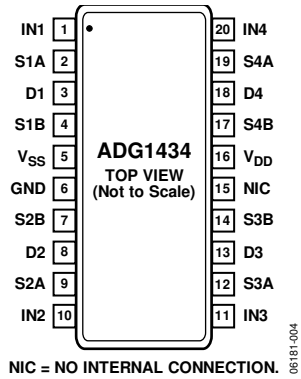 IN1 1 20 IN4
S1A 2 19 S4A
D1 3 18 D4
S1B 4 17 S4B
VSS 5 ADG1434 16 VDD
GND 6 TOP VIEW 15 NIC
(Not to Scale)
S2B 7 14 S3B
D2 8 13 D3
S2A 9 12 S3A
IN2 10 11 IN3
NIC = NO INTERNAL CONNECTION.
06181-004